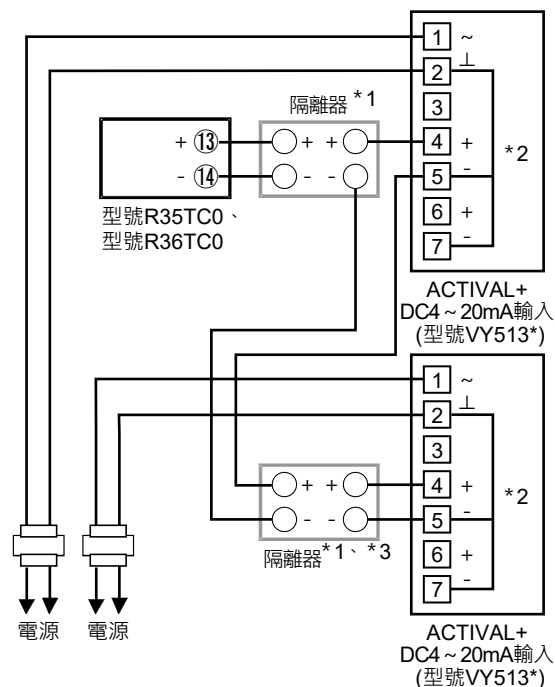 1 ~
2 ⊥
3
4 +
5 -
6 +
7 -
*2
隔離器 *1
+ ⑬
- ⑭
+ +
- -
型號R35TC0、
型號R36TC0
ACTIVAL+
DC4~20mA輸入
(型號VY513*)
1 ~
2 ⊥
3
4 +
5 -
6 +
7 -
*2
+ +
- -
隔離器*1、*3
電源
電源
ACTIVAL+
DC4~20mA輸入
(型號VY513*)